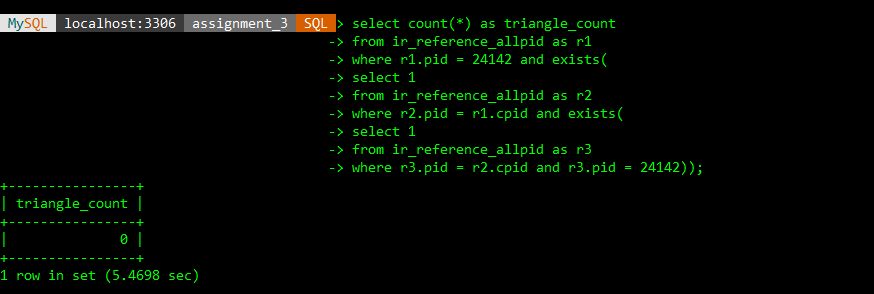 MySQL localhost:3306 assignment_3 SQL > select count(*) as triangle_count
-> from ir_reference_allpid as r1
-> where r1.pid = 24142 and exists(
-> select 1
-> from ir_reference_allpid as r2
-> where r2.pid = r1.cpid and exists(
-> select 1
-> from ir_reference_allpid as r3
-> where r3.pid = r2.cpid and r3.pid = 24142));
+----------------+
| triangle_count |
+----------------+
| 0 |
+----------------+
1 row in set (5.4698 sec)